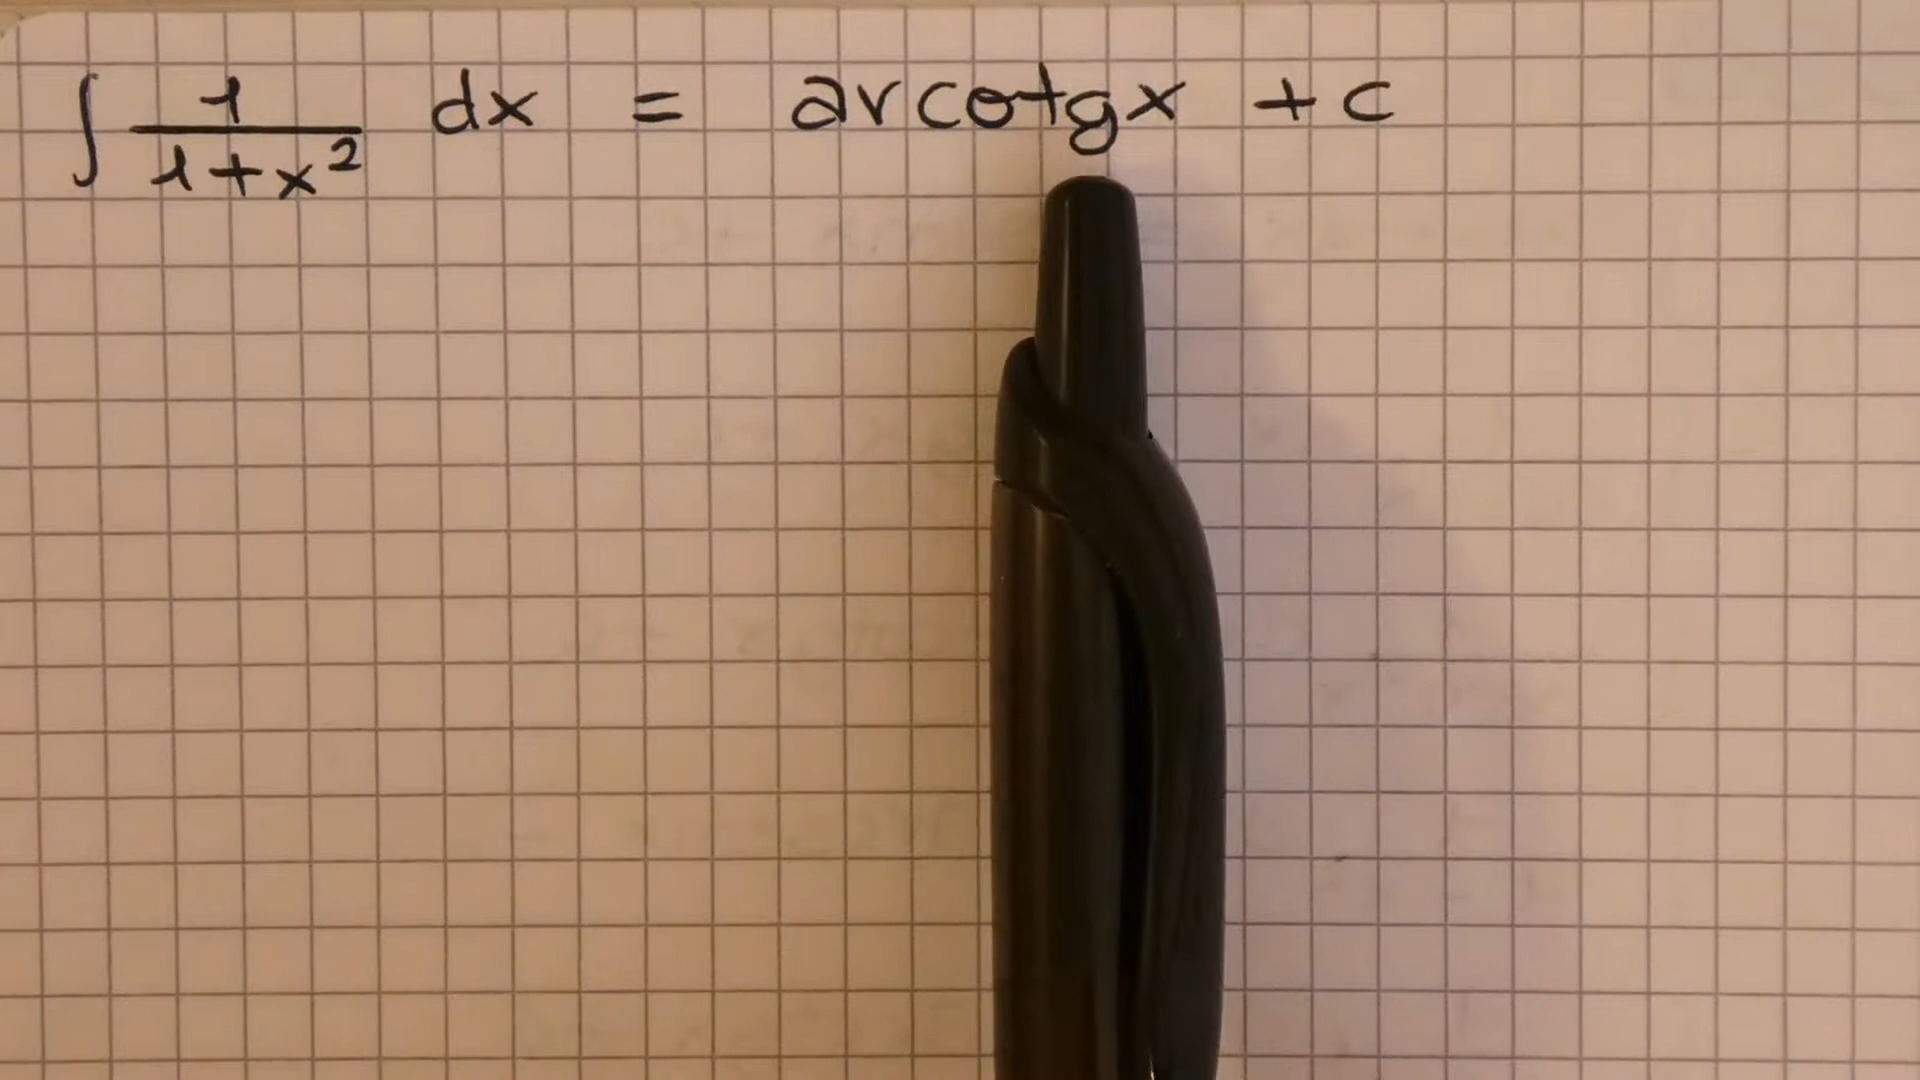 ∫ 1/(1+x²) dx = arcotgx + c